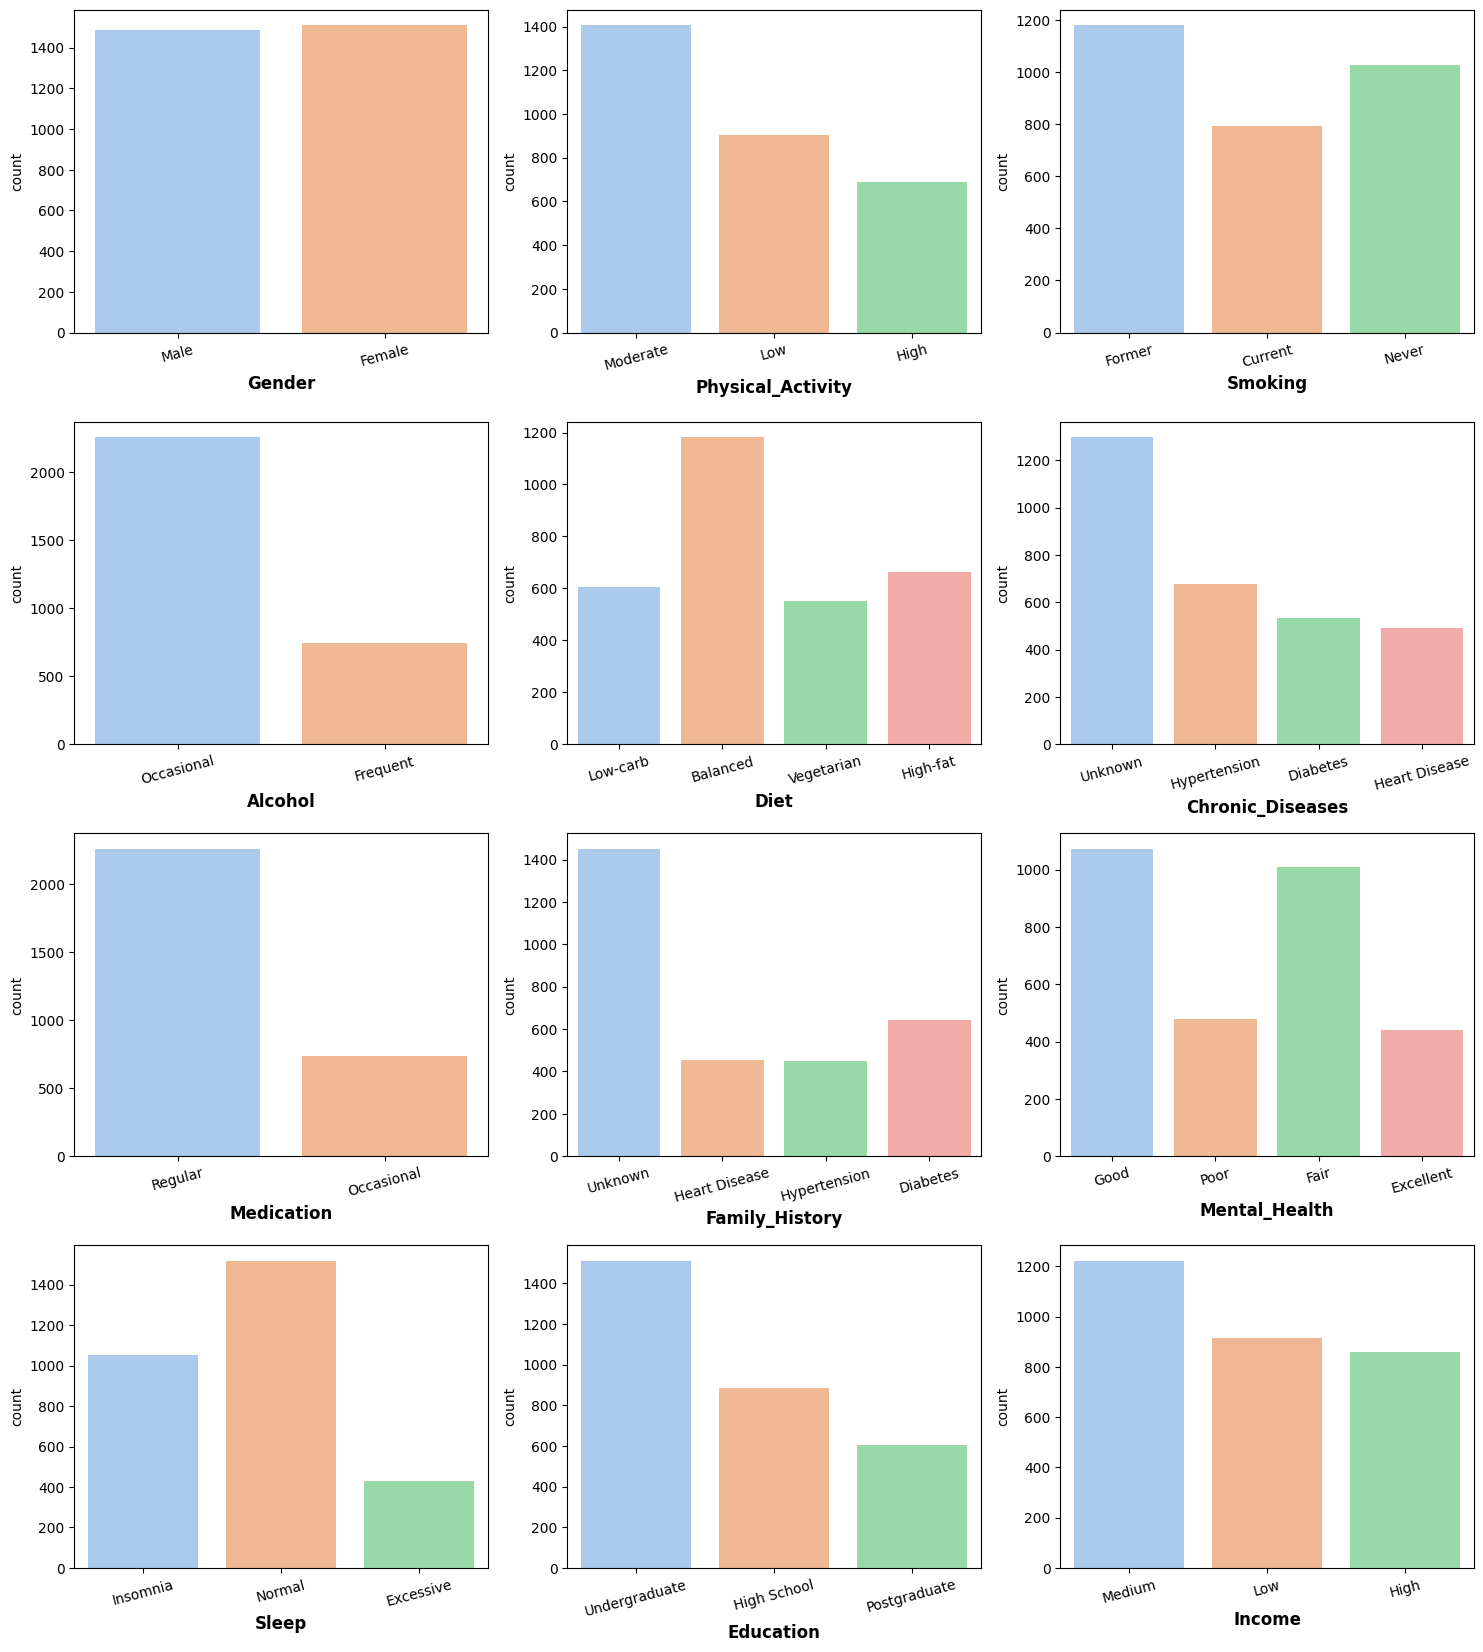 1400
1200
1000
800
600
400
200
0
count
Male Female
Gender
1400
1200
1000
800
600
400
200
0
count
Moderate Low High
Physical_Activity
1200
1000
800
600
400
200
0
count
Former Current Never
Smoking
2000
1500
1000
500
0
count
Occasional Frequent
Alcohol
1200
1000
800
600
400
200
0
count
Low-carb Balanced Vegetarian High-fat
Diet
1200
1000
800
600
400
200
0
count
Unknown Hypertension Diabetes Heart Disease
Chronic_Diseases
2000
1500
1000
500
0
count
Regular Occasional
Medication
1400
1200
1000
800
600
400
200
0
count
Unknown Heart Disease Hypertension Diabetes
Family_History
1000
800
600
400
200
0
count
Good Poor Fair Excellent
Mental_Health
1400
1200
1000
800
600
400
200
0
count
Insomnia Normal Excessive
Sleep
1400
1200
1000
800
600
400
200
0
count
Undergraduate High School Postgraduate
Education
1200
1000
800
600
400
200
0
count
Medium Low High
Income